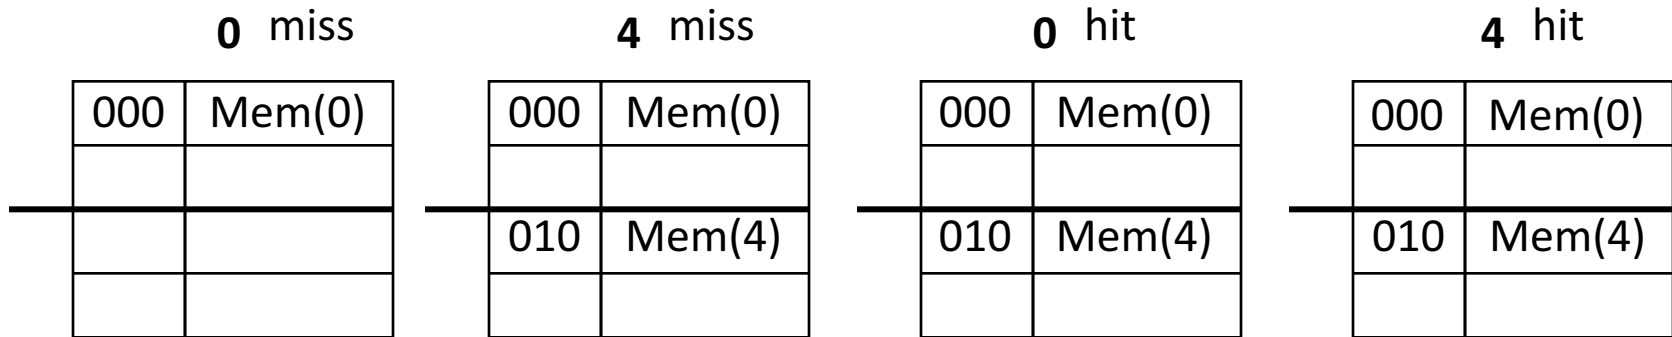 0 miss 4 miss 0 hit 4 hit
000 Mem(0) 000 Mem(0) 000 Mem(0) 000 Mem(0)
010 Mem(4) 010 Mem(4) 010 Mem(4)